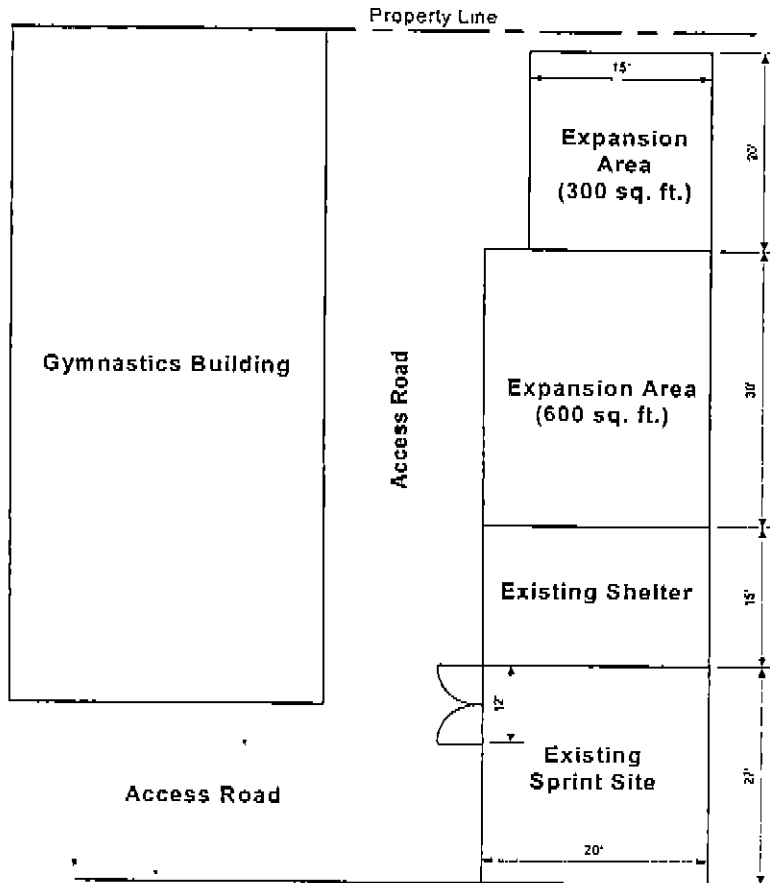 Property Line
15'
Expansion
Area
(300 sq. ft.)
20'
Gymnastics Building
Access Road
Expansion Area
(600 sq. ft.)
30'
Existing Shelter
15'
12'
Existing
Sprint Site
Access Road
20'